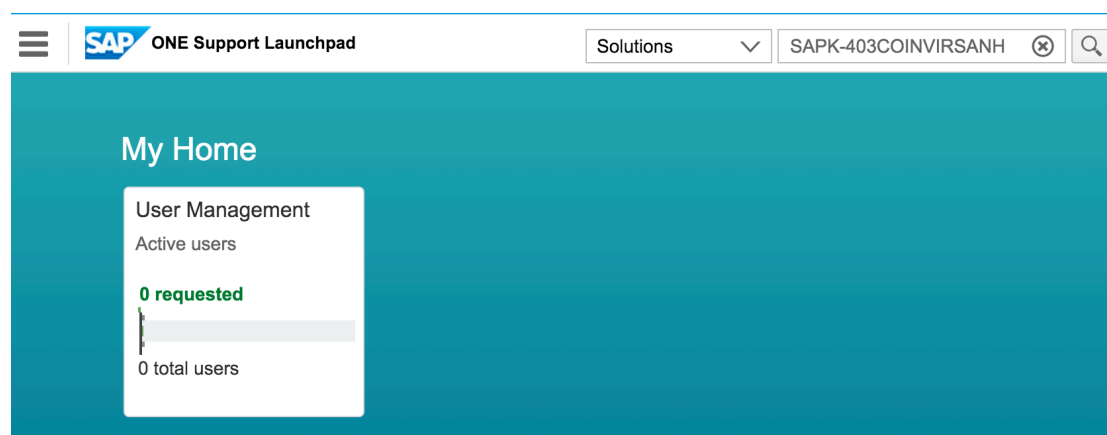 SAP ONE Support Launchpad
Solutions
SAPK-403COINVIRSANH
My Home
User Management
Active users
0 requested
0 total users